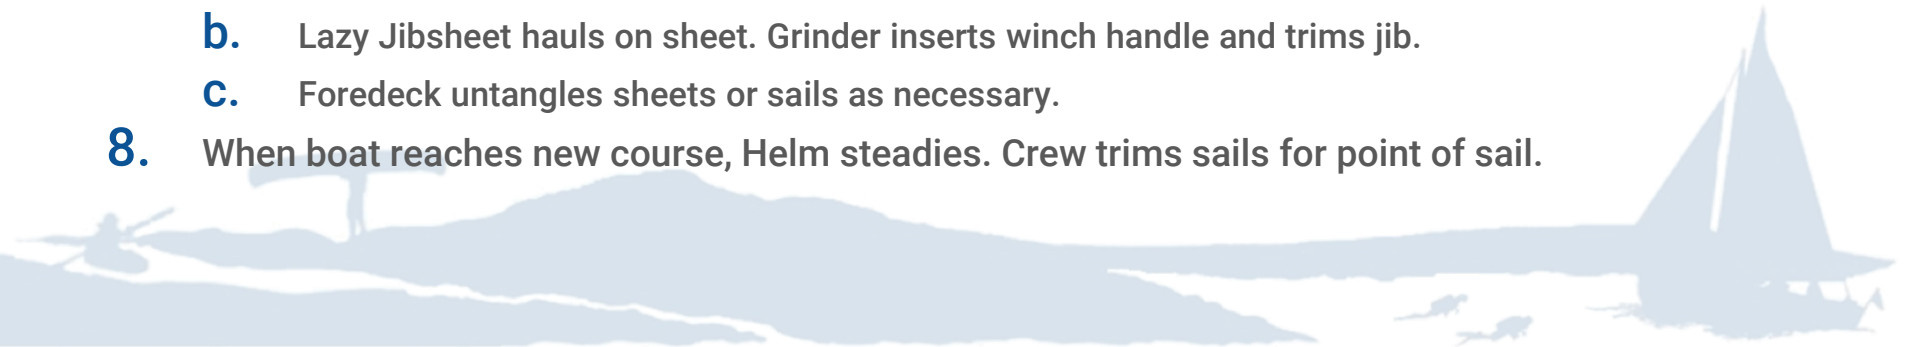 b. Lazy Jibsheet hauls on sheet. Grinder inserts winch handle and trims jib.
c. Foredeck untangles sheets or sails as necessary.
8. When boat reaches new course, Helm steadies. Crew trims sails for point of sail.